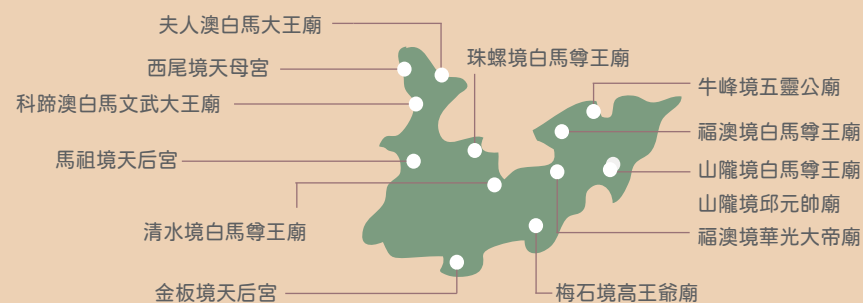 夫人澳白馬大王廟
西尾境天母宮
科蹄澳白馬文武大王廟
馬祖境天后宮
清水境白馬尊王廟
金板境天后宮
珠螺境白馬尊王廟
牛峰境五靈公廟
福澳境白馬尊王廟
山隴境白馬尊王廟
山隴境邱元帥廟
福澳境華光大帝廟
梅石境高王爺廟